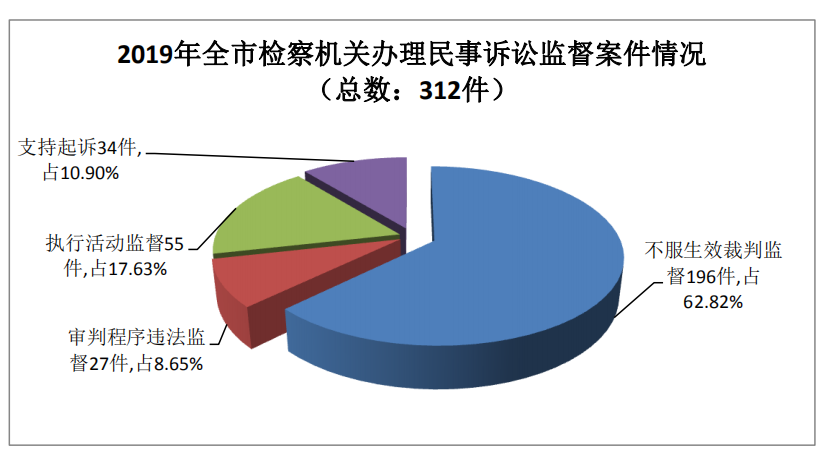 2019年全市检察机关办理民事诉讼监督案件情况
（总数：312件）
支持起诉34件,
占10.90%
执行活动监督55
件,占17.63%
审判程序违法监
督27件,占8.65%
不服生效裁判监
督196件,占
62.82%